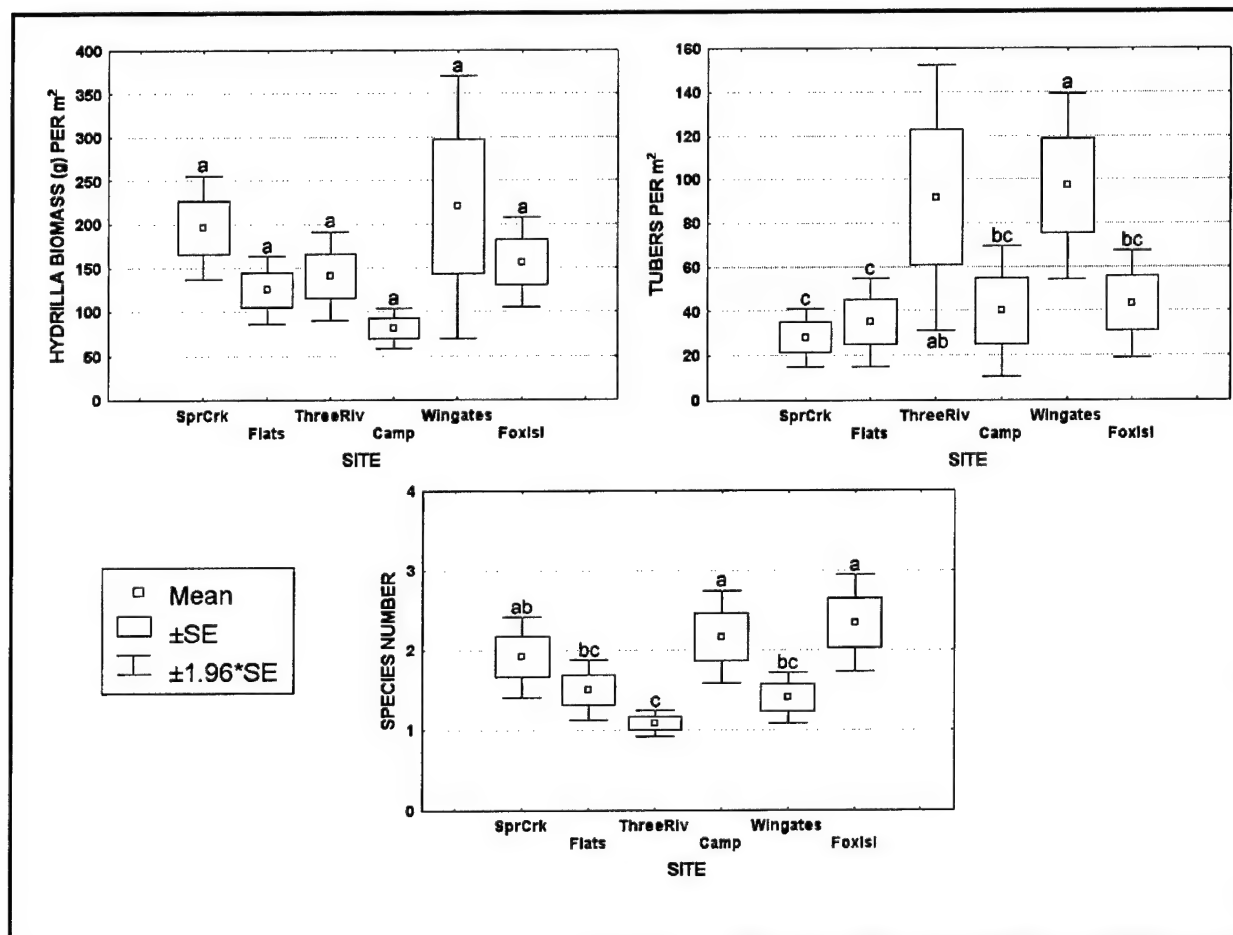 HYDRILLA BIOMASS (g) PER m²
400
350
300
250
200
150
100
50
0
a
a
a
a
a
a
SprCrk
Flats
ThreeRiv
Camp
Wingates
FoxIsl
SITE
TUBERS PER m²
160
140
120
100
80
60
40
20
0
c
c
ab
bc
a
bc
SprCrk
Flats
ThreeRiv
Camp
Wingates
FoxIsl
SITE
Mean
±SE
±1.96*SE
SPECIES NUMBER
4
3
2
1
0
ab
bc
c
a
bc
a
SprCrk
Flats
ThreeRiv
Camp
Wingates
FoxIsl
SITE